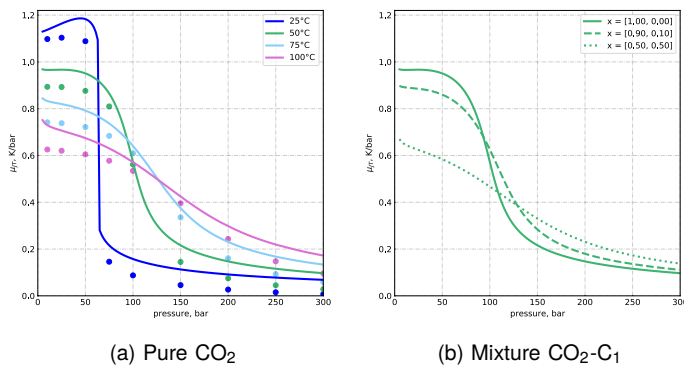 1,2
1,0
0,8
0,6
0,4
0,2
0,0
0
50
100
150
200
250
300
μJT, K/bar
pressure, bar
25°C
50°C
75°C
100°C
(a) Pure CO₂
1,2
1,0
0,8
0,6
0,4
0,2
0,0
0
50
100
150
200
250
300
μJT, K/bar
pressure, bar
x = [1,00, 0,00]
x = [0,90, 0,10]
x = [0,50, 0,50]
(b) Mixture CO₂-C₁